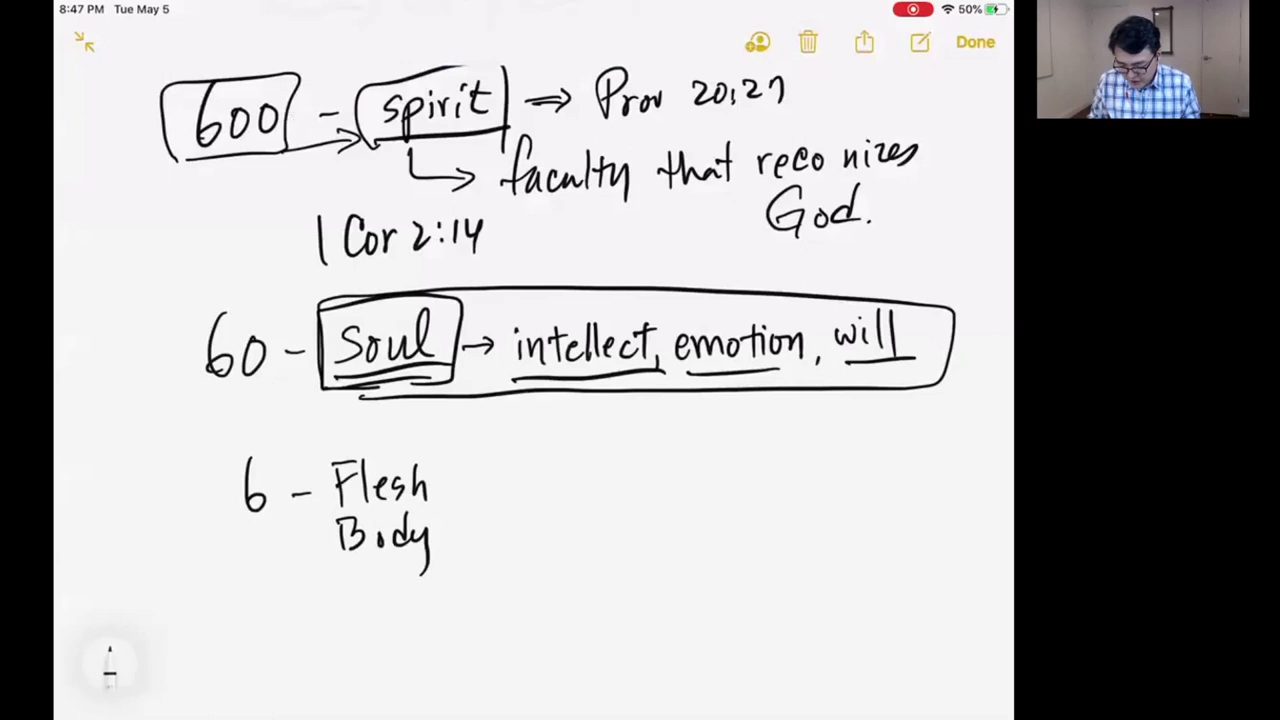 8:47 PM Tue May 5 50%
Done
600 - spirit ⇒ Prov 20,27
faculty that reco nizes
God.
1 Cor 2:14
60 - Soul → intellect, emotion, will
6 - Flesh
Body